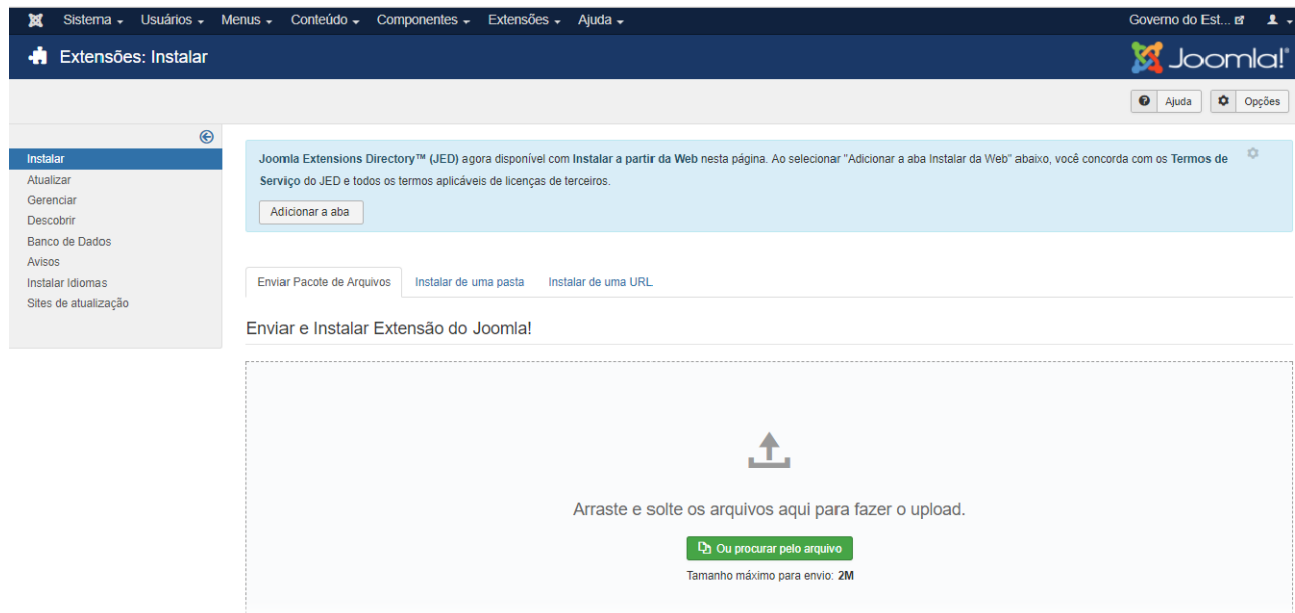 Sistema Usuários Menus Conteúdo Componentes Extensões Ajuda Governo do Est...
Extensões: Instalar Joomla!®
Ajuda Opções
Instalar
Atualizar
Gerenciar
Descobrir
Banco de Dados
Avisos
Instalar Idiomas
Sites de atualização
Joomla Extensions Directory™ (JED) agora disponível com Instalar a partir da Web nesta página. Ao selecionar "Adicionar a aba Instalar da Web" abaixo, você concorda com os Termos de
Serviço do JED e todos os termos aplicáveis de licenças de terceiros.
Adicionar a aba
Enviar Pacote de Arquivos Instalar de uma pasta Instalar de uma URL
Enviar e Instalar Extensão do Joomla!
Arraste e solte os arquivos aqui para fazer o upload.
Ou procurar pelo arquivo
Tamanho máximo para envio: 2M